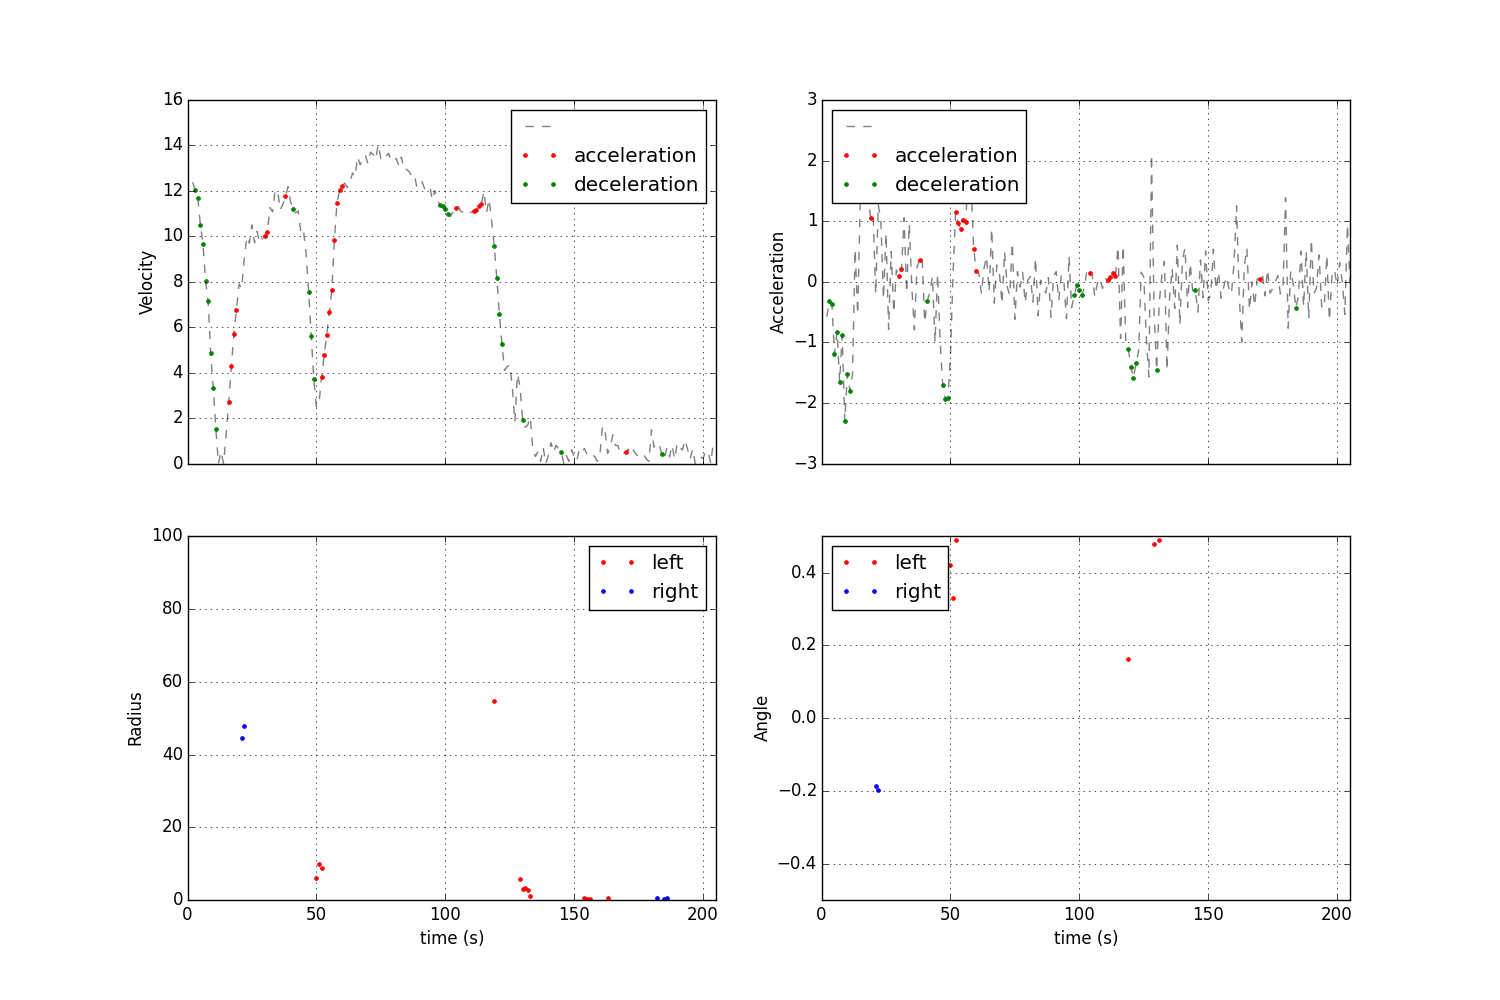 16
14
12
10
8
6
4
2
0
Velocity
acceleration
deceleration
3
2
1
0
−1
−2
−3
Acceleration
acceleration
deceleration
100
80
60
40
20
0
Radius
left
right
0 50 100 150 200
time (s)
0.4
0.2
0.0
−0.2
−0.4
Angle
left
right
0 50 100 150 200
time (s)